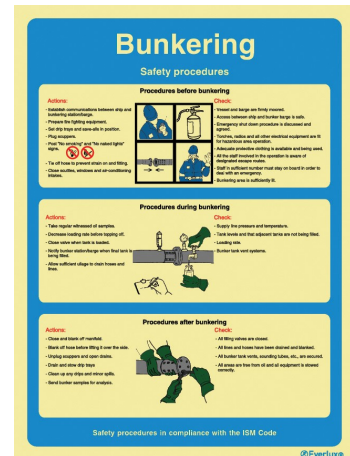 Bunkering
Safety procedures
Procedures before bunkering
Actions:
- Establish communications between ship and
bunkering station/barge.
- Prepare fire fighting equipment.
- Set drip trays and save-alls in position.
- Plug scuppers.
- Post "No smoking" and "No naked lights"
signs.
- Tie off hose to prevent strain on end fitting.
- Close scuttles, windows and air-conditioning
intakes.
Check:
- Vessel and barge are firmly moored.
- Access between ship and bunker barge is safe.
- Emergency shut down procedure is discussed and
agreed.
- Torches, radios and all other electrical equipment are fit
for hazardous area operation.
- Adequate protective clothing is available and being used.
- All the staff involved in the operation is aware of
designated escape routes.
- Staff in sufficient number must stay on board in order to
deal with an emergency.
- Bunkering area is sufficiently lit.
Procedures during bunkering
Actions:
- Take regular witnessed oil samples.
- Decrease loading rate before topping off.
- Close valve when tank is loaded.
- Notify bunker station/barge when final tank is
being filled.
- Allow sufficient ullage to drain hoses and
lines.
Check:
- Supply line pressure and temperature.
- Tank levels and that adjacent tanks are not being filled.
- Loading rate.
- Bunker tank vent systems.
Procedures after bunkering
Actions:
- Close and blank off manifold.
- Blank off hose before lifting it over the side.
- Unplug scuppers and open drains.
- Drain and stow drip trays
- Clean up any drips and minor spills.
- Send bunker samples for analysis.
Check:
- All filling valves are closed.
- All lines and hoses have been drained and blanked.
- All bunker tank vents, sounding tubes, etc., are secured.
- All areas are free from oil and all equipment is stowed
correctly.
Safety procedures in compliance with the ISM Code
Everlux®